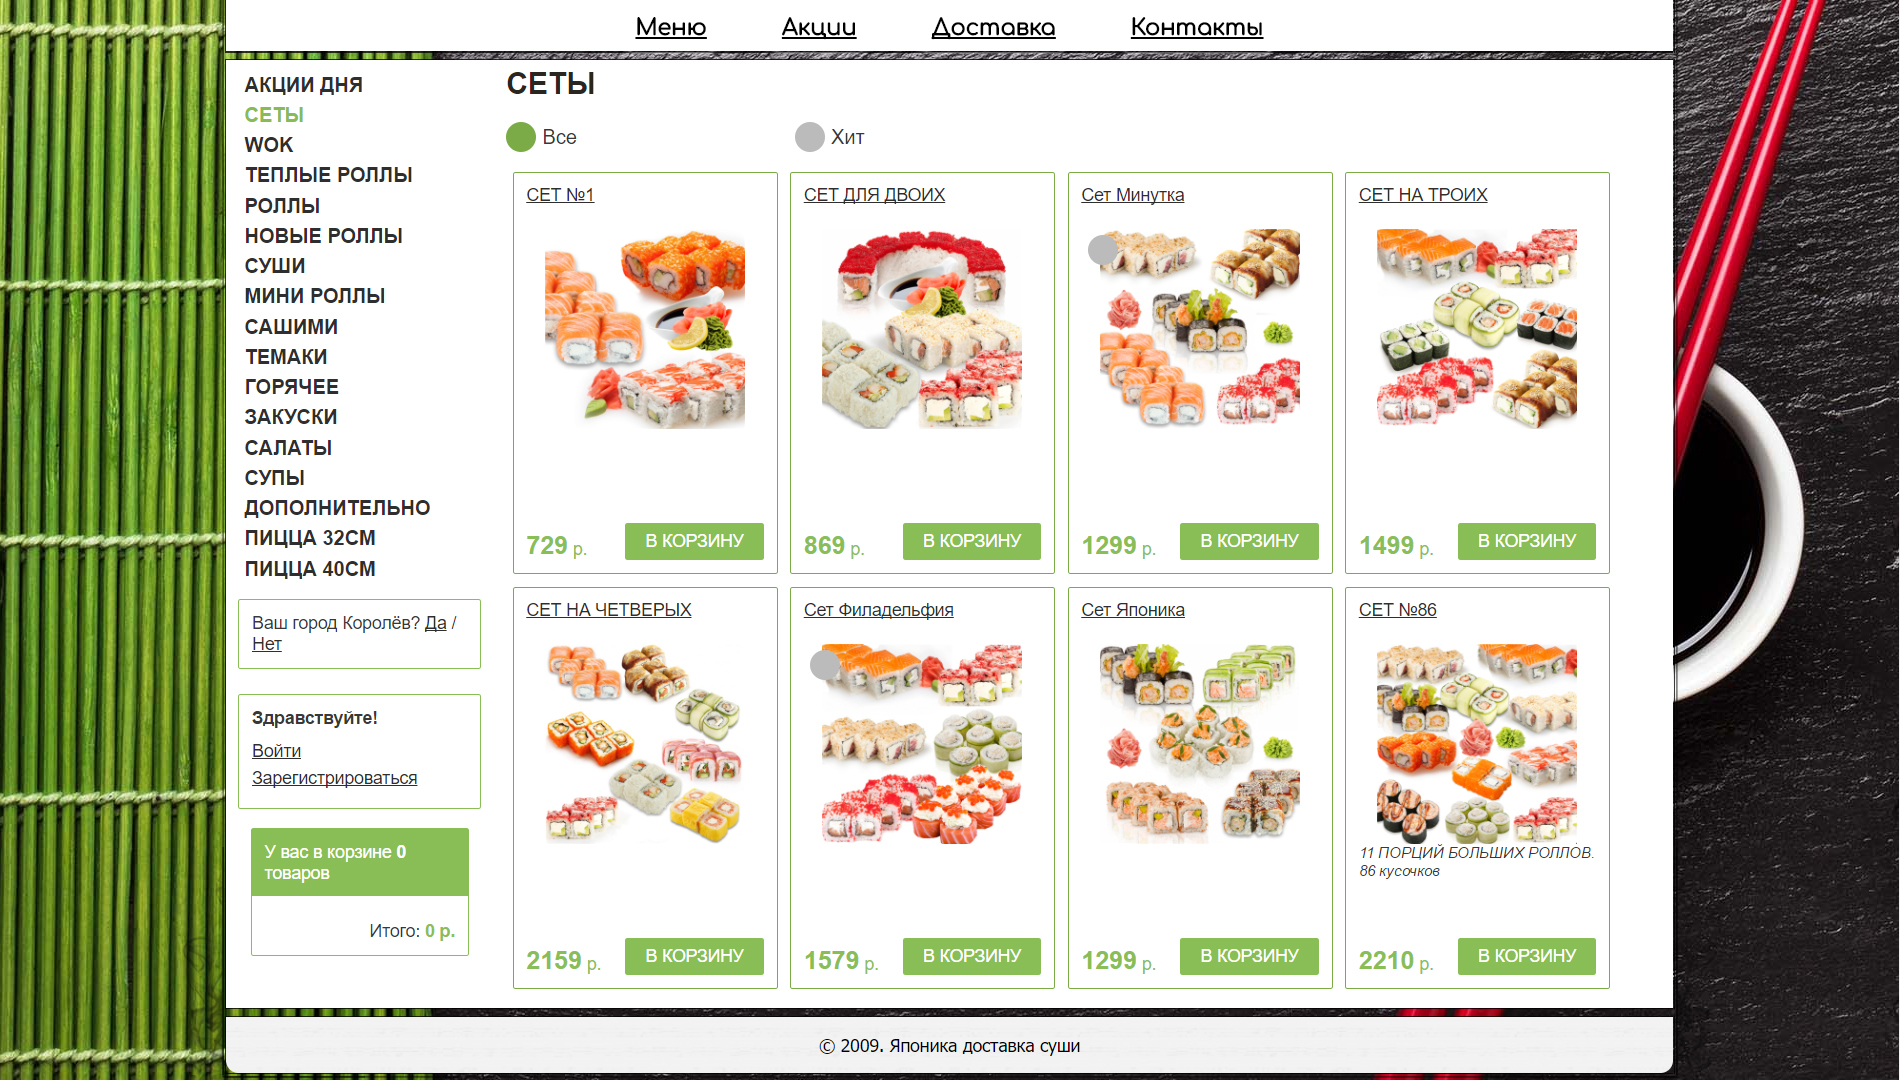 Меню Акции Доставка Контакты
АКЦИИ ДНЯ
СЕТЫ
WOK
ТЕПЛЫЕ РОЛЛЫ
РОЛЛЫ
НОВЫЕ РОЛЛЫ
СУШИ
МИНИ РОЛЛЫ
САШИМИ
ТЕМАКИ
ГОРЯЧЕЕ
ЗАКУСКИ
САЛАТЫ
СУПЫ
ДОПОЛНИТЕЛЬНО
ПИЦЦА 32СМ
ПИЦЦА 40СМ
Ваш город Королёв? Да /
Нет
Здравствуйте!
Войти
Зарегистрироваться
У вас в корзине 0
товаров
Итого: 0 р.
СЕТЫ
Все Хит
СЕТ №1
729 р. В КОРЗИНУ
СЕТ ДЛЯ ДВОИХ
869 р. В КОРЗИНУ
Сет Минутка
1299 р. В КОРЗИНУ
СЕТ НА ТРОИХ
1499 р. В КОРЗИНУ
СЕТ НА ЧЕТВЕРЫХ
2159 р. В КОРЗИНУ
Сет Филадельфия
1579 р. В КОРЗИНУ
Сет Японика
1299 р. В КОРЗИНУ
СЕТ №86
11 ПОРЦИЙ БОЛЬШИХ РОЛЛОВ.
86 кусочков
2210 р. В КОРЗИНУ
© 2009. Японика доставка суши